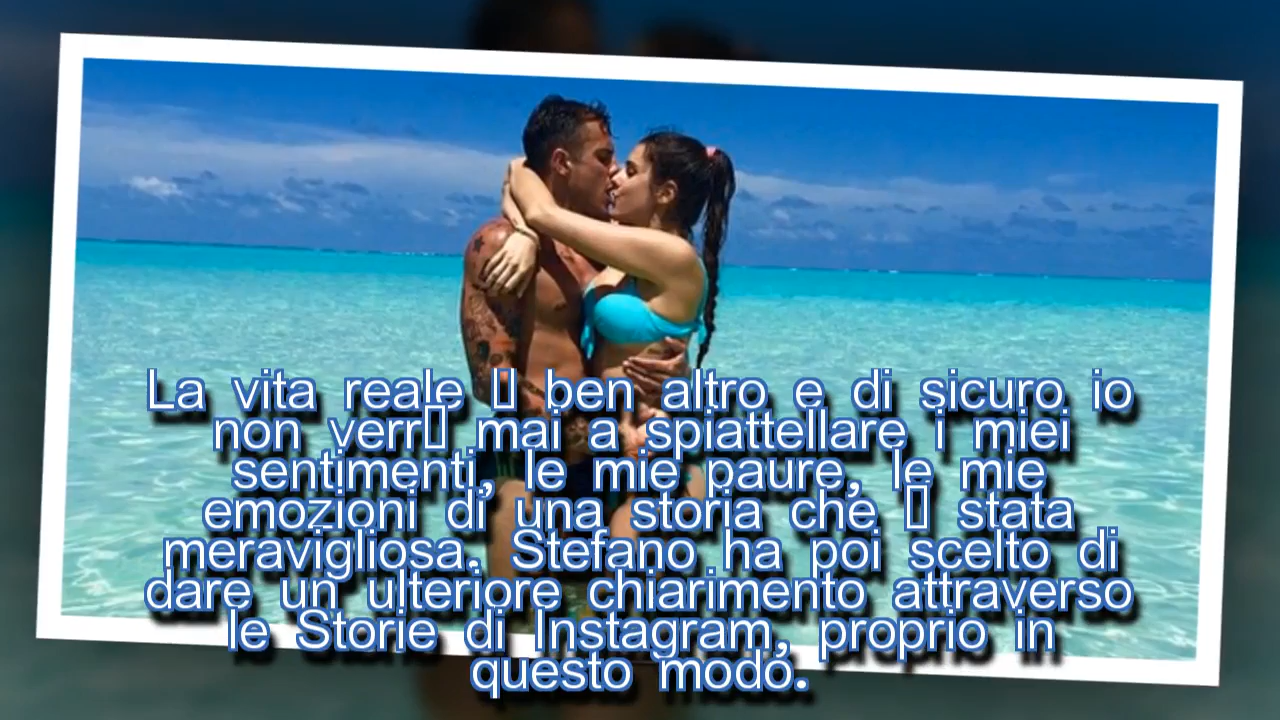 La vita reale ▯ ben altro e di sicuro io
non verr▯ mai a spiattellare i miei
sentimenti, le mie paure, le mie
emozioni di una storia che ▯ stata
meravigliosa. Stefano ha poi scelto di
dare un ulteriore chiarimento attraverso
le Storie di Instagram, proprio in
questo modo.